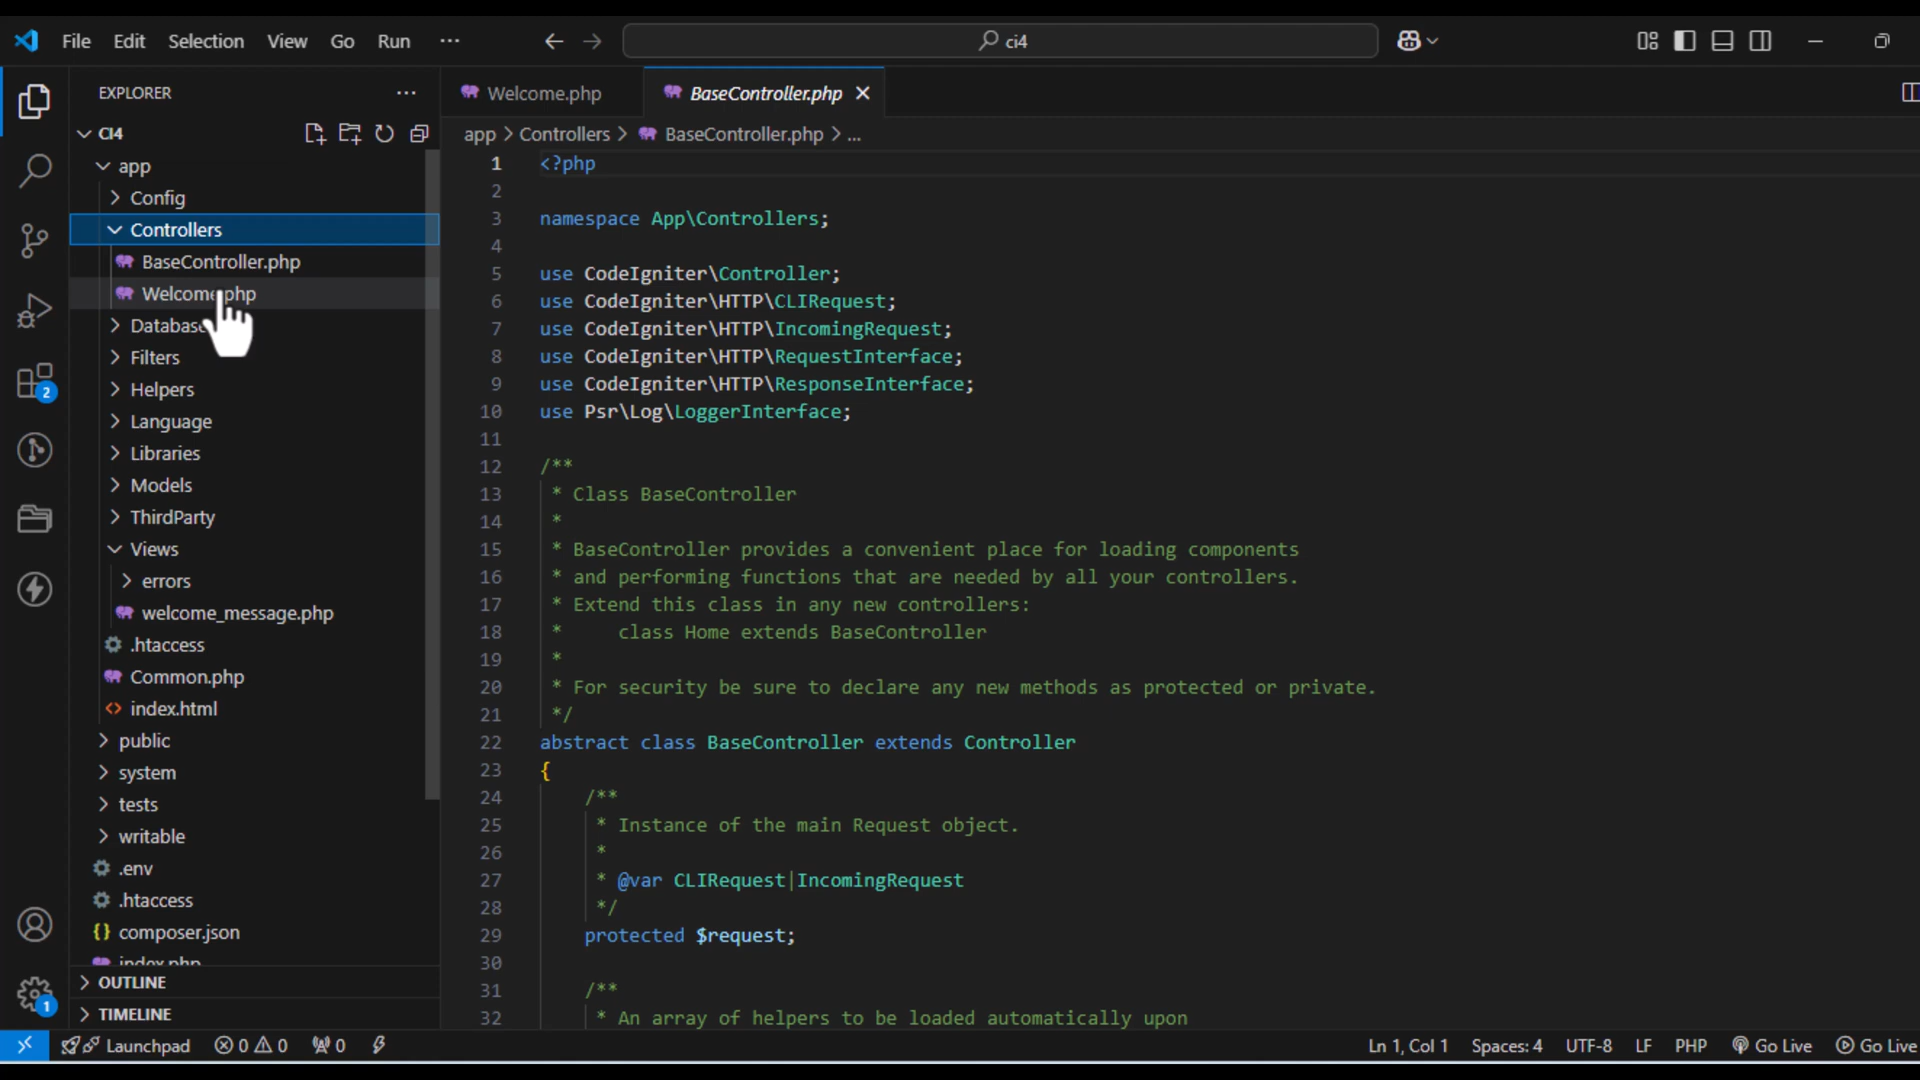 File Edit Selection View Go Run ...
ci4
EXPLORER
CI4
app
Config
Controllers
BaseController.php
Welcome.php
Database
Filters
Helpers
Language
Libraries
Models
ThirdParty
Views
errors
welcome_message.php
.htaccess
Common.php
index.html
public
system
tests
writable
.env
.htaccess
composer.json
index.php
OUTLINE
TIMELINE
2
1
Welcome.php BaseController.php
app > Controllers > BaseController.php > ...
1 <?php
2
3 namespace App\Controllers;
4
5 use CodeIgniter\Controller;
6 use CodeIgniter\HTTP\CLIRequest;
7 use CodeIgniter\HTTP\IncomingRequest;
8 use CodeIgniter\HTTP\RequestInterface;
9 use CodeIgniter\HTTP\ResponseInterface;
10 use Psr\Log\LoggerInterface;
11
12 /**
13 * Class BaseController
14 *
15 * BaseController provides a convenient place for loading components
16 * and performing functions that are needed by all your controllers.
17 * Extend this class in any new controllers:
18 *     class Home extends BaseController
19 *
20 * For security be sure to declare any new methods as protected or private.
21 */
22 abstract class BaseController extends Controller
23 {
24     /**
25     * Instance of the main Request object.
26     *
27     * @var CLIRequest|IncomingRequest
28     */
29     protected $request;
30
31     /**
32     * An array of helpers to be loaded automatically upon
Launchpad 0 0 0 Ln 1, Col 1 Spaces: 4 UTF-8 LF PHP Go Live Go Live